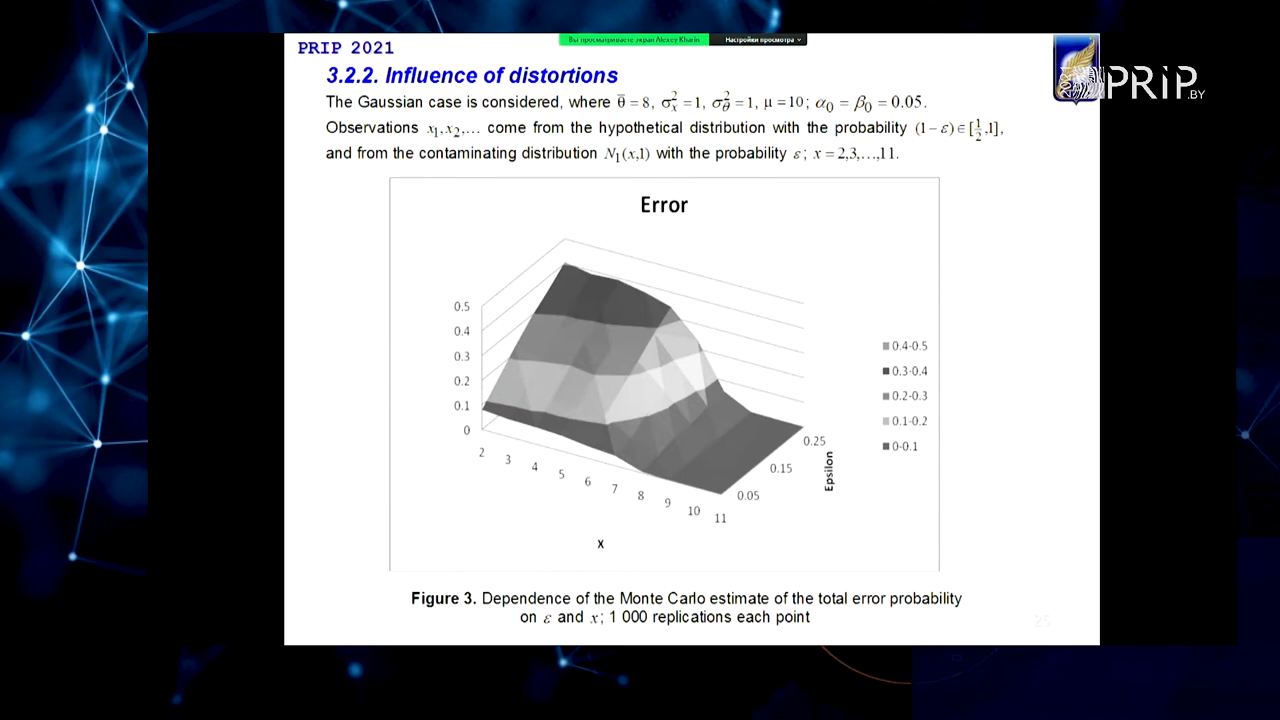 Вы просматриваете экран Alexey Kharin
Настройки просмотра
PRIP 2021
PRIP.BY
3.2.2. Influence of distortions
The Gaussian case is considered, where θ̄ = 8, σ²ₓ = 1, σ²_θ = 1, μ = 10; α₀ = β₀ = 0.05.
Observations x₁, x₂,... come from the hypothetical distribution with the probability (1 − ε) ∈ [½,1],
and from the contaminating distribution N₁(x,1) with the probability ε; x = 2,3,...,11.
Error
0.5
0.4
0.3
0.2
0.1
0
2
3
4
5
6
7
8
9
10
11
x
0.05
0.15
0.25
Epsilon
0.4-0.5
0.3-0.4
0.2-0.3
0.1-0.2
0-0.1
Figure 3. Dependence of the Monte Carlo estimate of the total error probability
on ε and x; 1 000 replications each point
25